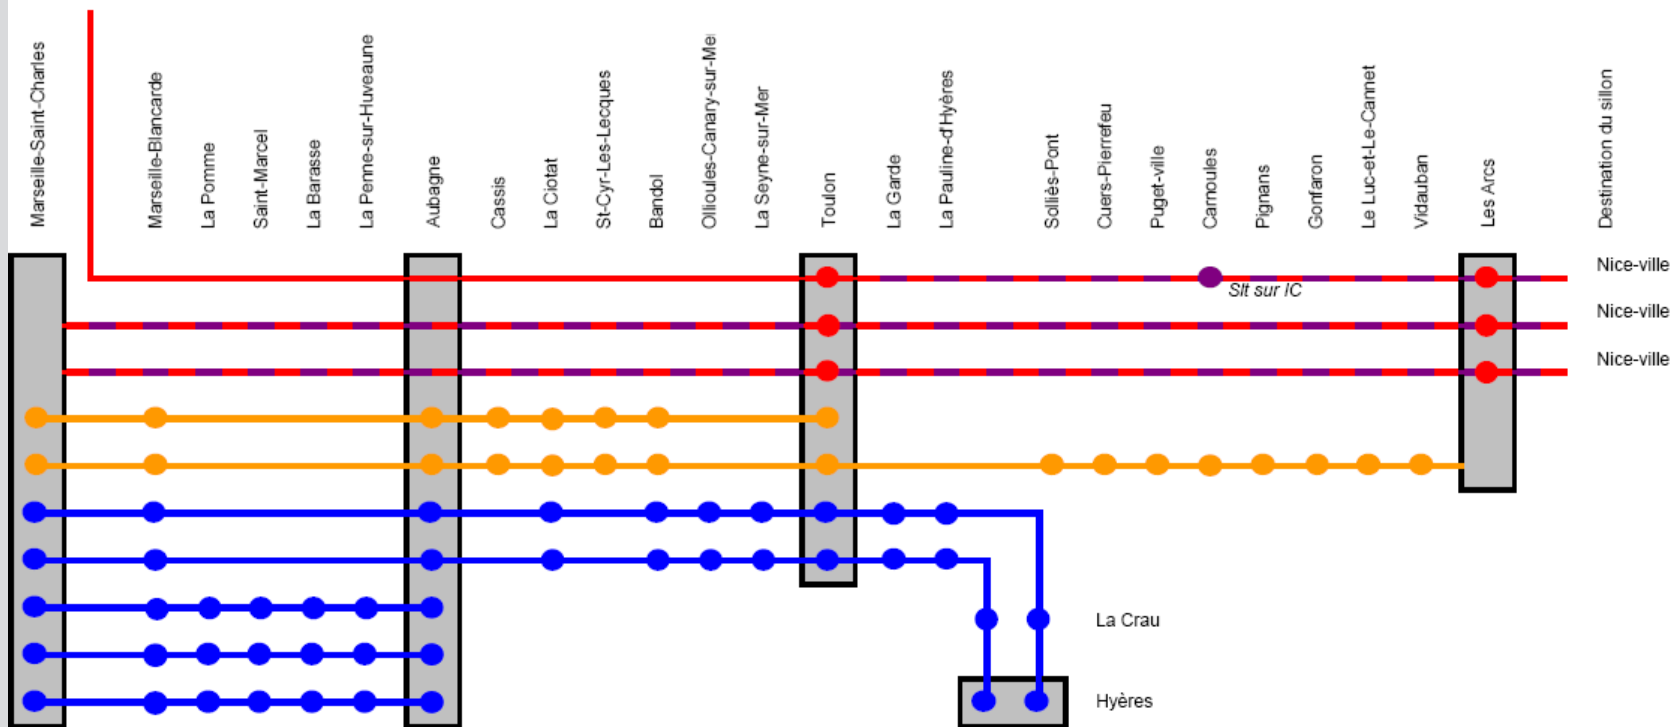 Marseille-Saint-Charles
Marseille-Blancarde
La Pomme
Saint-Marcel
La Barasse
La Penne-sur-Huveaune
Aubagne
Cassis
La Ciotat
St-Cyr-Les-Lecques
Bandol
Ollioules-Canary-sur-Me
La Seyne-sur-Mer
Toulon
La Garde
La Pauline-d'Hyères
Solliès-Pont
Cuers-Pierrefeu
Puget-ville
Carnoules
Pignans
Gonfaron
Le Luc-et-Le-Cannet
Vidauban
Les Arcs
Destination du sillon
Nice-ville
Slt sur IC
Nice-ville
Nice-ville
La Crau
Hyères